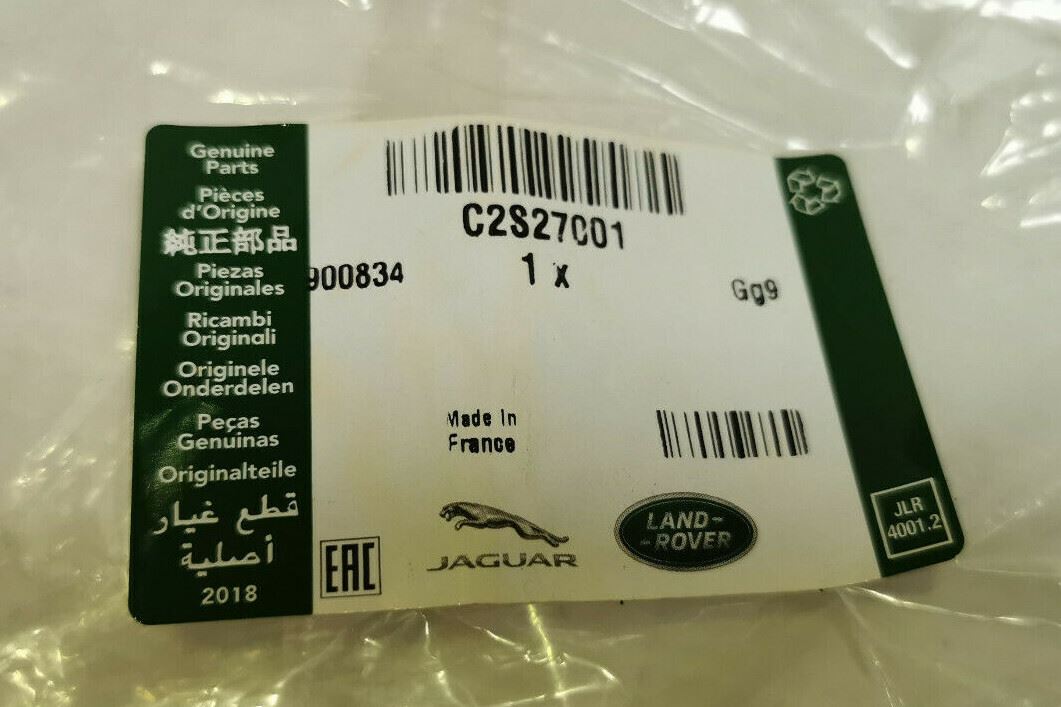 Genuine
Parts
Pièces
d'Origine
純正部品
Piezas
Originales
Ricambi
Originali
Originele
Onderdelen
Peças
Genuinas
Originalteile
قطع غيار
أصلية
2018
C2S27001
900834
1 x
Gg9
Made In
France
EAC
JAGUAR
LAND-
-ROVER
JLR
4001.2